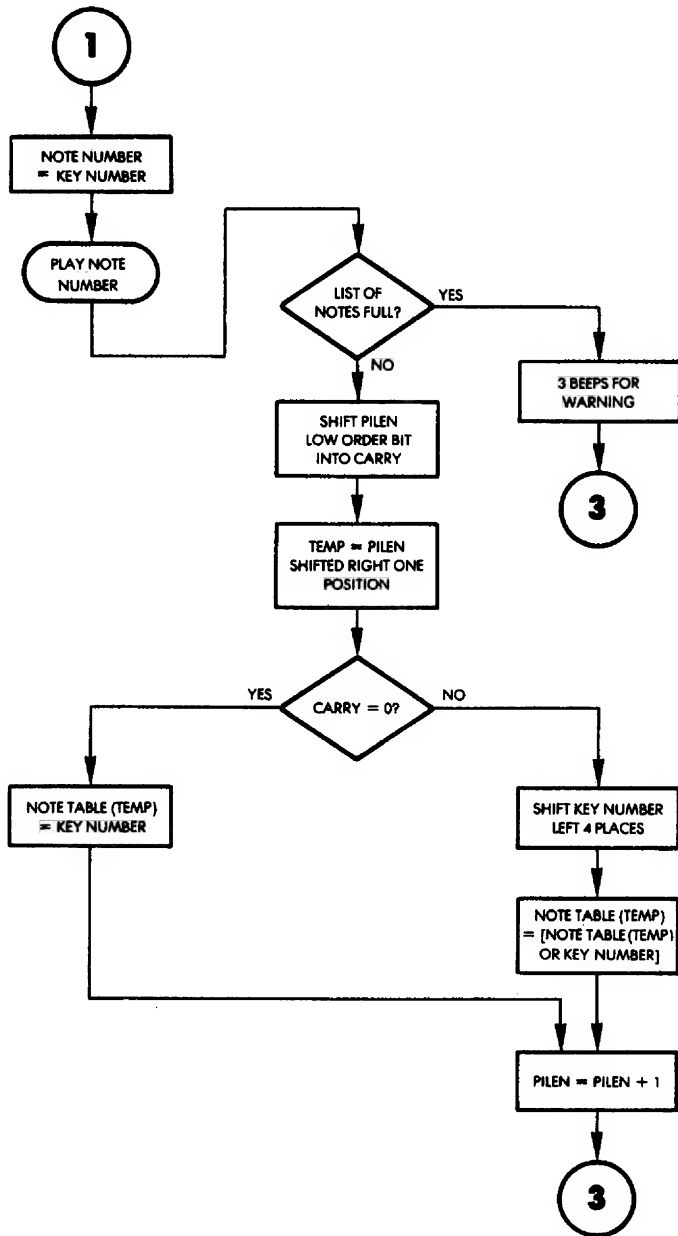 1
NOTE NUMBER
= KEY NUMBER
PLAY NOTE
NUMBER
LIST OF
NOTES FULL?
YES
NO
3 BEEPS FOR
WARNING
3
SHIFT PILEN
LOW ORDER BIT
INTO CARRY
TEMP = PILEN
SHIFTED RIGHT ONE
POSITION
CARRY = 0?
YES
NO
NOTE TABLE (TEMP)
= KEY NUMBER
SHIFT KEY NUMBER
LEFT 4 PLACES
NOTE TABLE (TEMP)
= [NOTE TABLE (TEMP)
OR KEY NUMBER]
PILEN = PILEN + 1
3